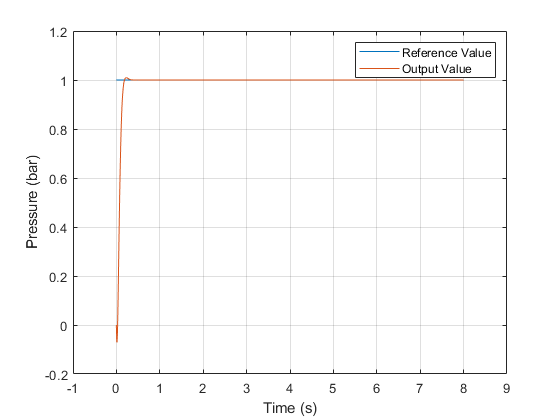 1.2
1
0.8
0.6
0.4
0.2
0
-0.2
Pressure (bar)
Reference Value
Output Value
-1 0 1 2 3 4 5 6 7 8 9
Time (s)